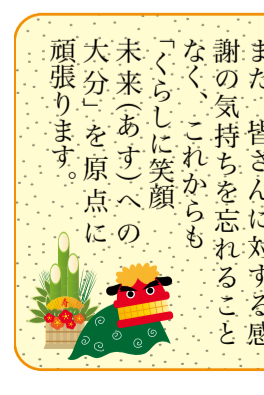 また、皆さんに対する感
謝の気持ちを忘れること
なく、これからも
「くらしに笑顔
未来（あす）への
大分」を原点に
頑張ります。
寿